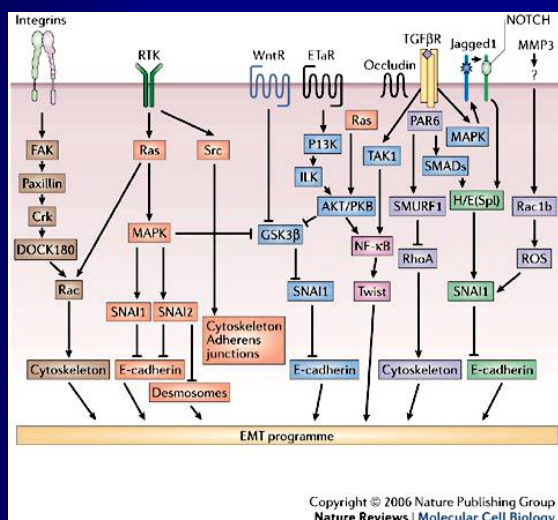 Integrins
RTK
WntR
ETaR
Occludin
TGFβR
Jagged1
NOTCH
MMP3
?
FAK
Ras
Src
P13K
Ras
PAR6
MAPK
Paxillin
ILK
TAK1
SMADs
Crk
AKT/PKB
SMURF1
H/E(Spl)
Rac1b
DOCK180
MAPK
GSK3β
NF-κB
RhoA
ROS
Rac
SNAI1
SNAI2
Cytoskeleton
Adherens
junctions
SNAI1
Twist
SNAI1
Cytoskeleton
E-cadherin
Desmosomes
E-cadherin
Cytoskeleton
E-cadherin
EMT programme
Copyright © 2006 Nature Publishing Group
Nature Reviews | Molecular Cell Biology